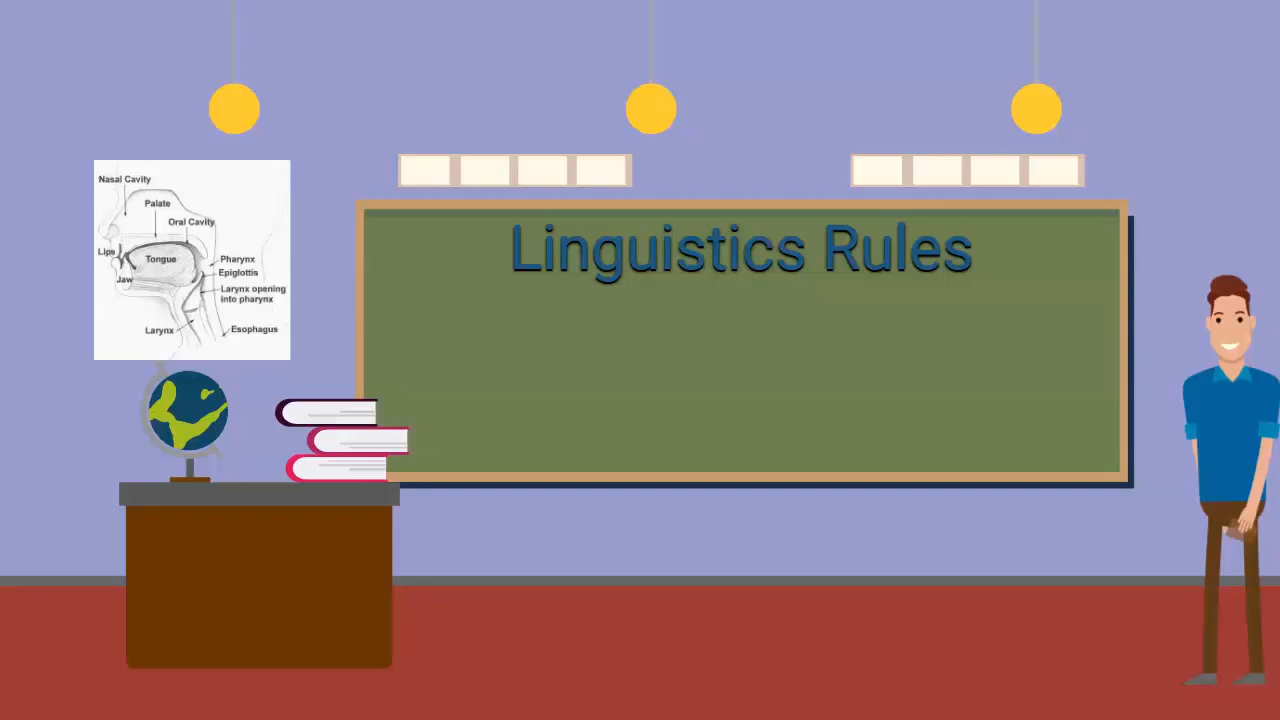 Linguistics Rules
Nasal Cavity
Palate
Oral Cavity
Lips
Tongue
Jaw
Pharynx
Epiglottis
Larynx opening
into pharynx
Larynx
Esophagus